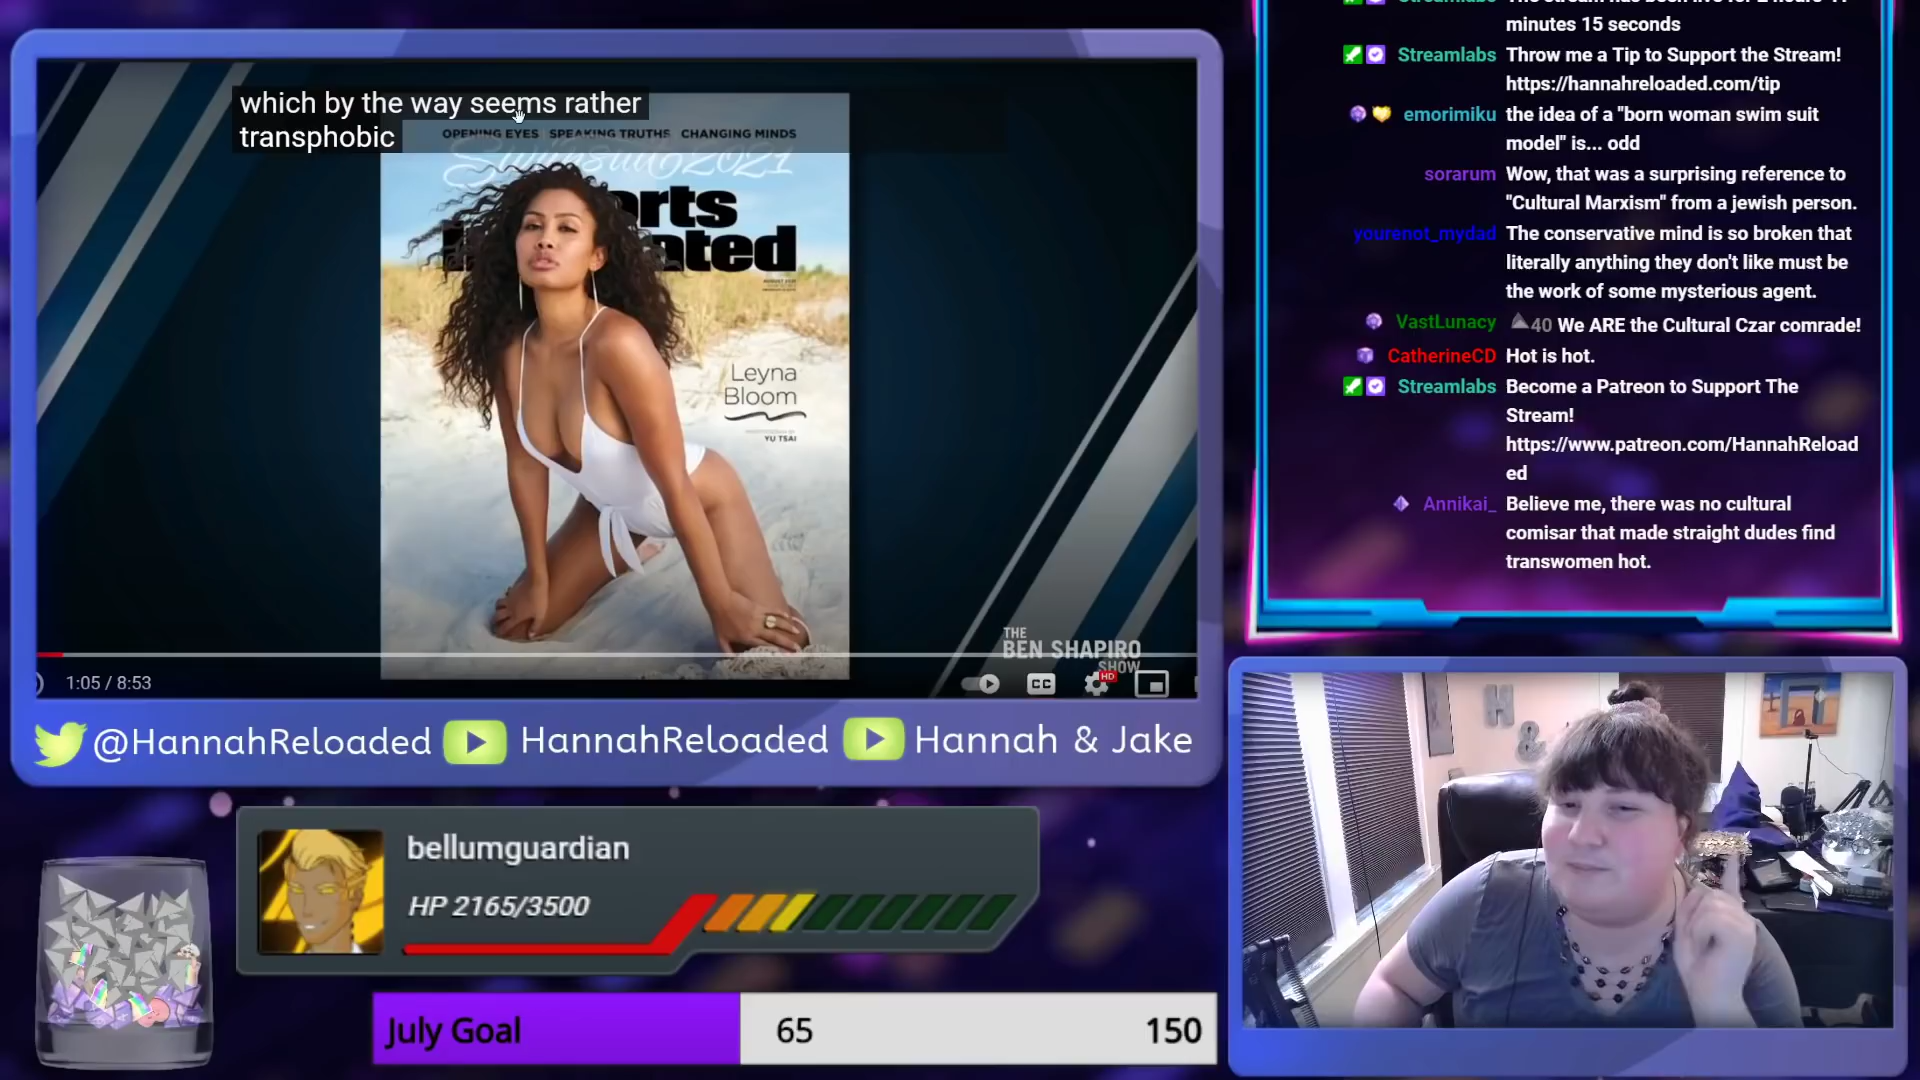 which by the way seems rather
transphobic
OPENING EYES SPEAKING TRUTHS CHANGING MINDS
Swimsuit 2021
Leyna
Bloom
YU TSAI
THE
BEN SHAPIRO
SHOW
1:05 / 8:53
CC
HD
@HannahReloaded
HannahReloaded
Hannah & Jake
bellumguardian
HP 2165/3500
July Goal
65
150
minutes 15 seconds
Streamlabs Throw me a Tip to Support the Stream!
https://hannahreloaded.com/tip
emorimiku the idea of a "born woman swim suit
model" is... odd
sorarum Wow, that was a surprising reference to
"Cultural Marxism" from a jewish person.
yourenot_mydad The conservative mind is so broken that
literally anything they don't like must be
the work of some mysterious agent.
VastLunacy 40 We ARE the Cultural Czar comrade!
CatherineCD Hot is hot.
Streamlabs Become a Patreon to Support The
Stream!
https://www.patreon.com/HannahReload
ed
Annikai_ Believe me, there was no cultural
comisar that made straight dudes find
transwomen hot.
H
&